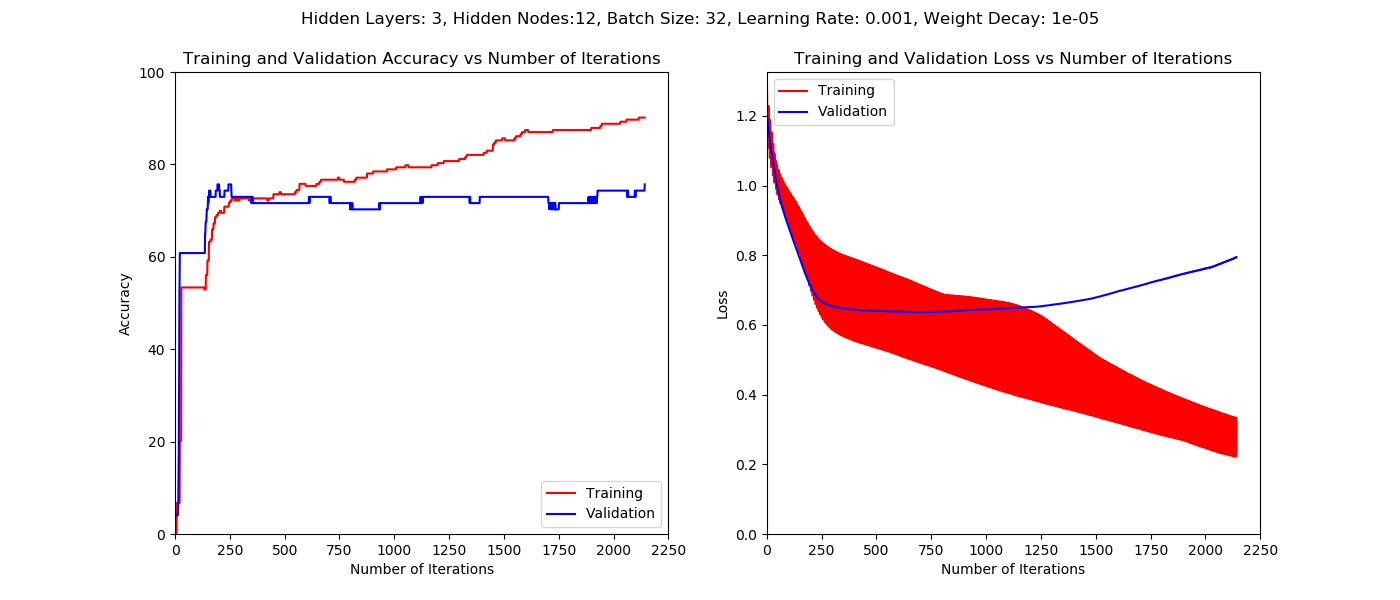 Hidden Layers: 3, Hidden Nodes:12, Batch Size: 32, Learning Rate: 0.001, Weight Decay: 1e-05
Training and Validation Accuracy vs Number of Iterations
100
80
60
40
20
0
Accuracy
0 250 500 750 1000 1250 1500 1750 2000 2250
Number of Iterations
Training
Validation
Training and Validation Loss vs Number of Iterations
Training
Validation
1.2
1.0
0.8
0.6
0.4
0.2
0.0
Loss
0 250 500 750 1000 1250 1500 1750 2000 2250
Number of Iterations